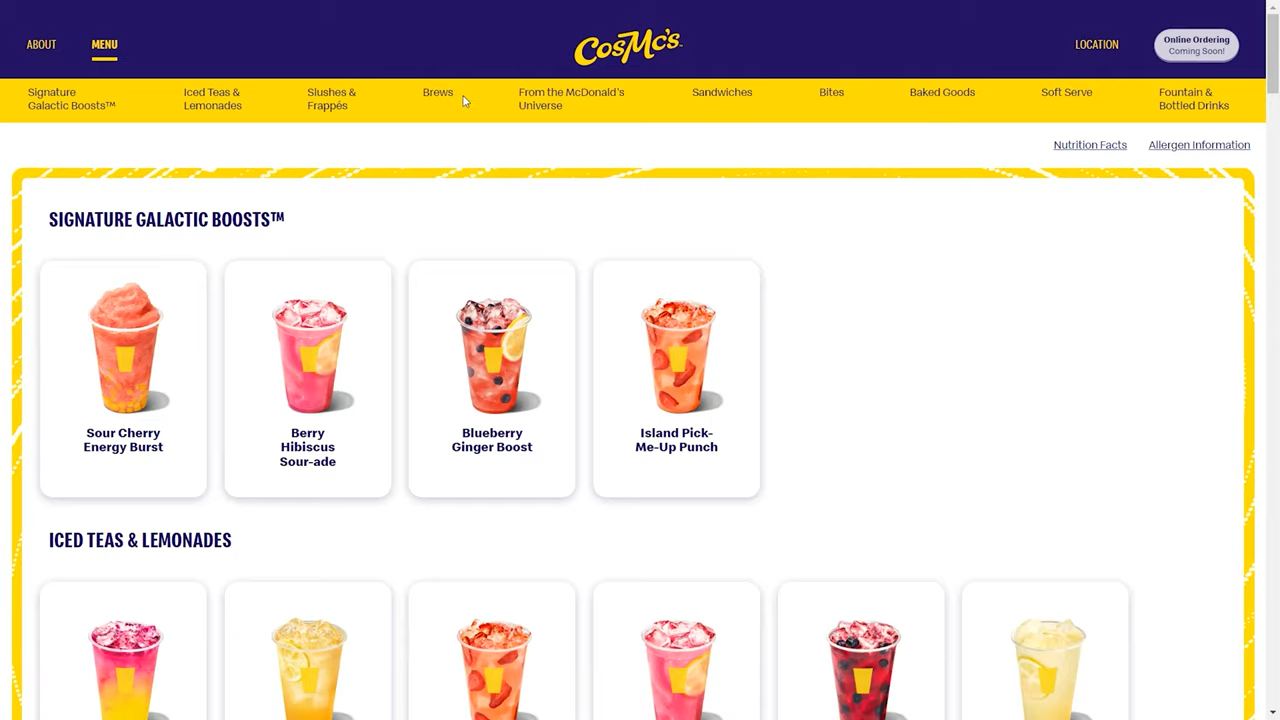 ABOUT
MENU
CosMc's™
LOCATION
Online Ordering
Coming Soon!
Signature
Galactic Boosts™
Iced Teas &
Lemonades
Slushes &
Frappés
Brews
From the McDonald's
Universe
Sandwiches
Bites
Baked Goods
Soft Serve
Fountain &
Bottled Drinks
Nutrition Facts
Allergen Information
SIGNATURE GALACTIC BOOSTS™
Sour Cherry
Energy Burst
Berry
Hibiscus
Sour-ade
Blueberry
Ginger Boost
Island Pick-
Me-Up Punch
ICED TEAS & LEMONADES